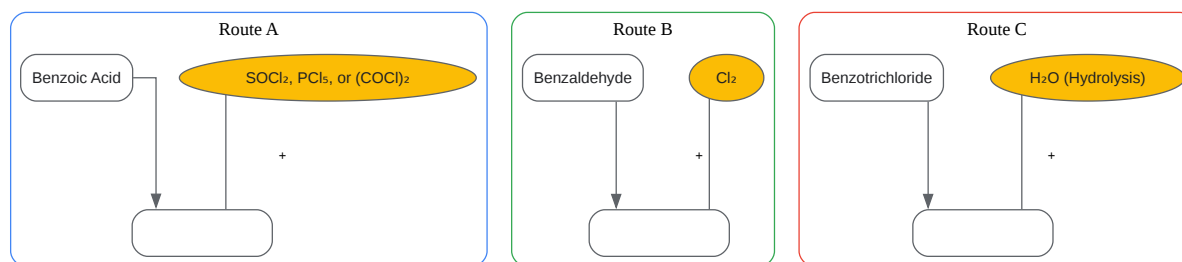 Route A
Benzoic Acid
SOCl₂, PCl₅, or (COCl)₂
+
Route B
Benzaldehyde
Cl₂
+
Route C
Benzotrichloride
H₂O (Hydrolysis)
+